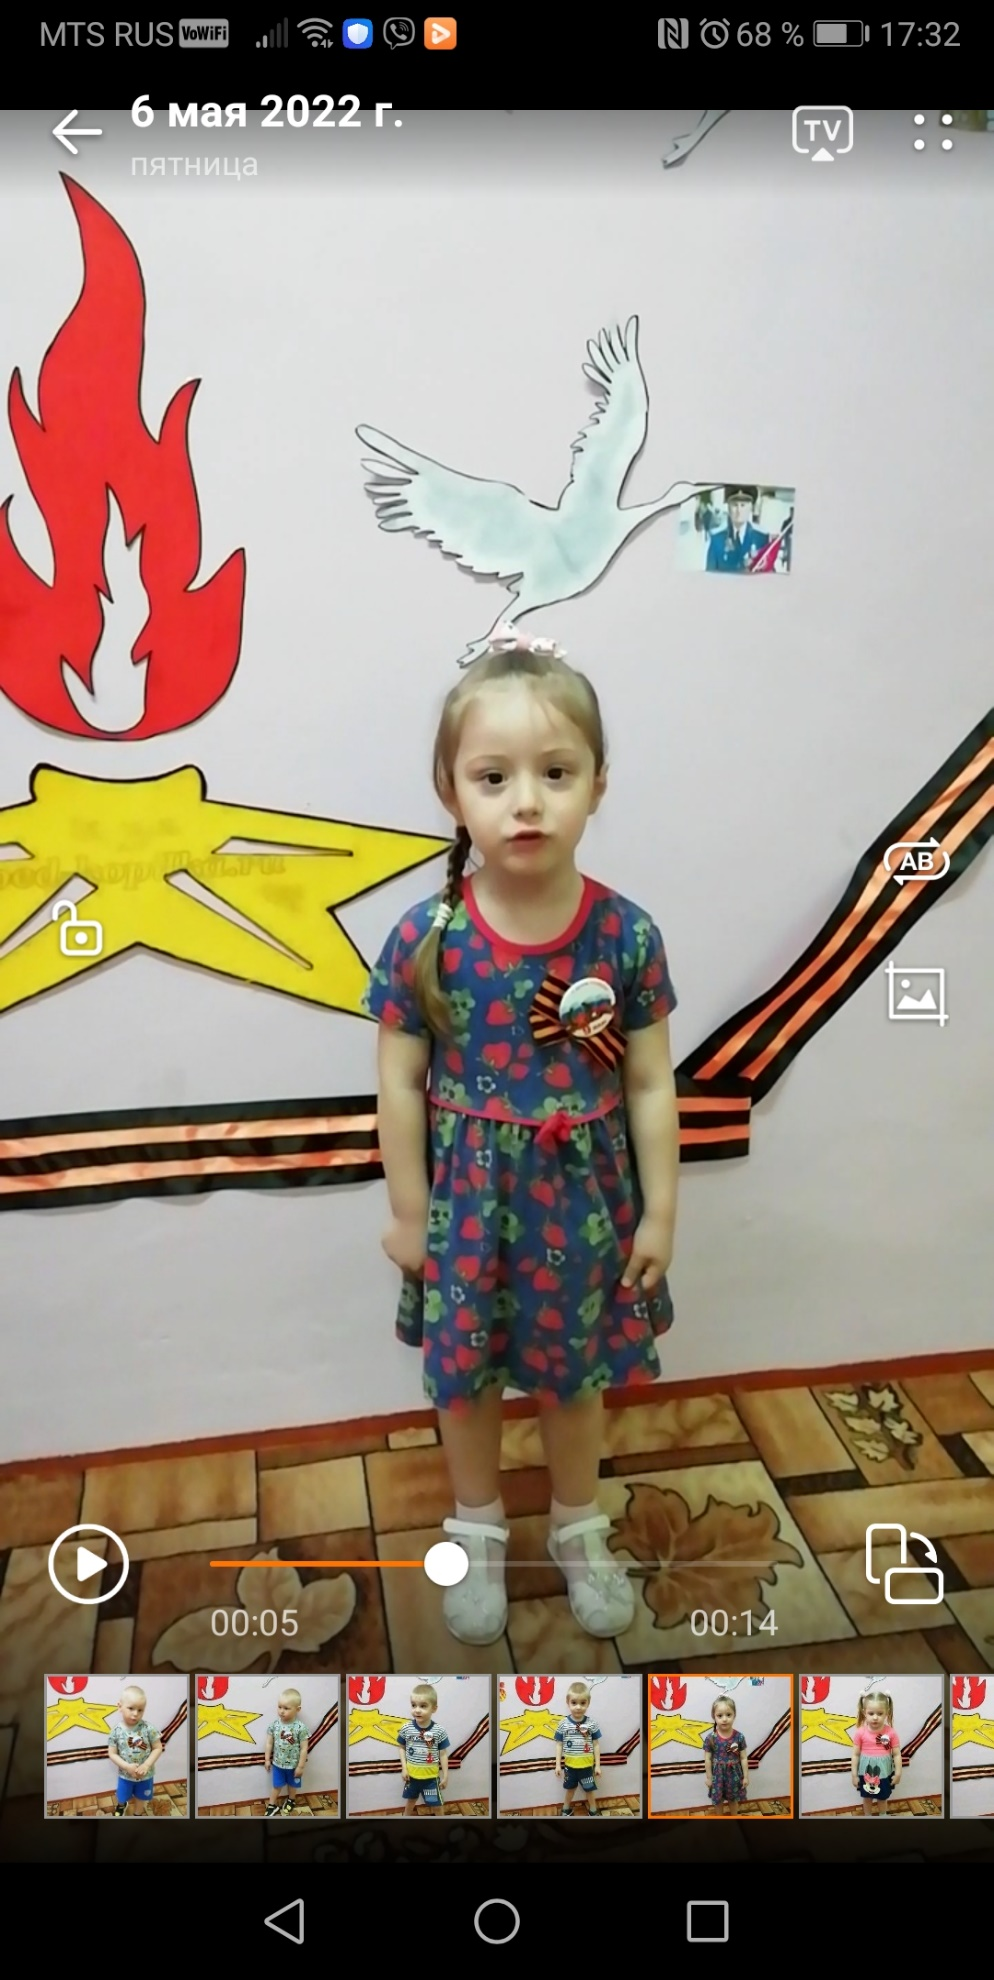 MTS RUS VoWiFi 68 % 17:32
6 мая 2022 г.
TV
пятница
AB
00:05 00:14